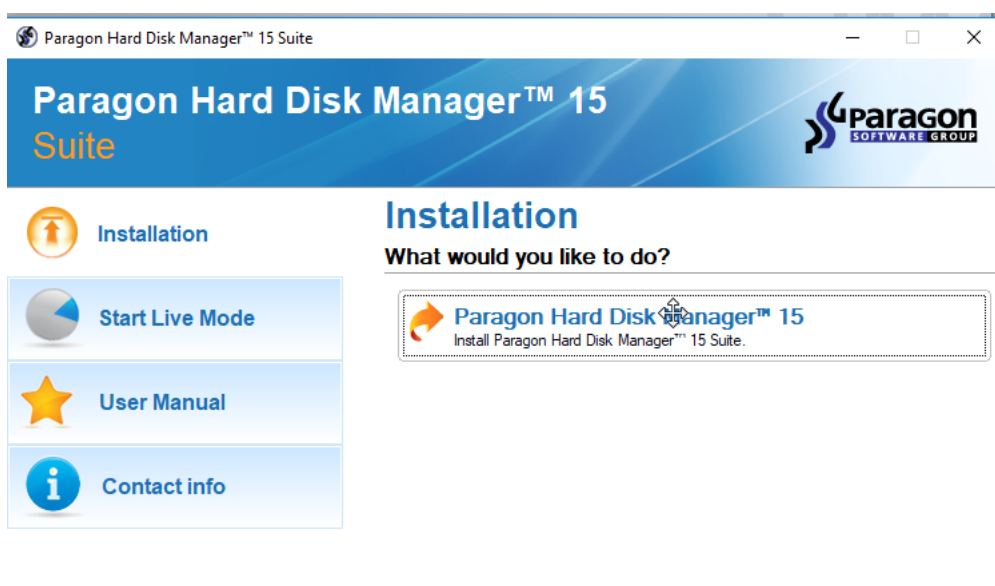 Paragon Hard Disk Manager™ 15 Suite
Paragon Hard Disk Manager™ 15
Suite
Paragon
SOFTWARE GROUP
Installation
Start Live Mode
User Manual
Contact info
Installation
What would you like to do?
Paragon Hard Disk Manager™ 15
Install Paragon Hard Disk Manager™ 15 Suite.